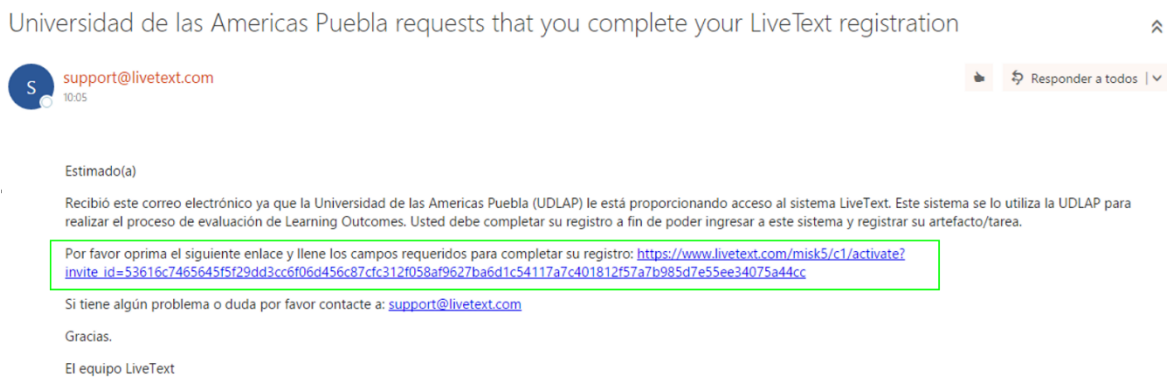 Universidad de las Americas Puebla requests that you complete your LiveText registration
S
support@livetext.com
10:05
Responder a todos
Estimado(a)
Recibió este correo electrónico ya que la Universidad de las Americas Puebla (UDLAP) le está proporcionando acceso al sistema LiveText. Este sistema se lo utiliza la UDLAP para
realizar el proceso de evaluación de Learning Outcomes. Usted debe completar su registro a fin de poder ingresar a este sistema y registrar su artefacto/tarea.
Por favor oprima el siguiente enlace y llene los campos requeridos para completar su registro: https://www.livetext.com/misk5/c1/activate?
invite_id=53616c7465645f5f29dd3cc6f06d456c87cfc312f058af9627ba6d1c54117a7c401812f57a7b985d7e55ee34075a44cc
Si tiene algún problema o duda por favor contacte a: support@livetext.com
Gracias.
El equipo LiveText